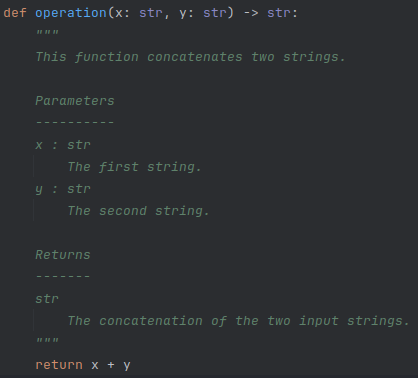 def operation(x: str, y: str) -> str:
    """
    This function concatenates two strings.

    Parameters
    ----------
    x : str
        The first string.
    y : str
        The second string.

    Returns
    -------
    str
        The concatenation of the two input strings.
    """
    return x + y